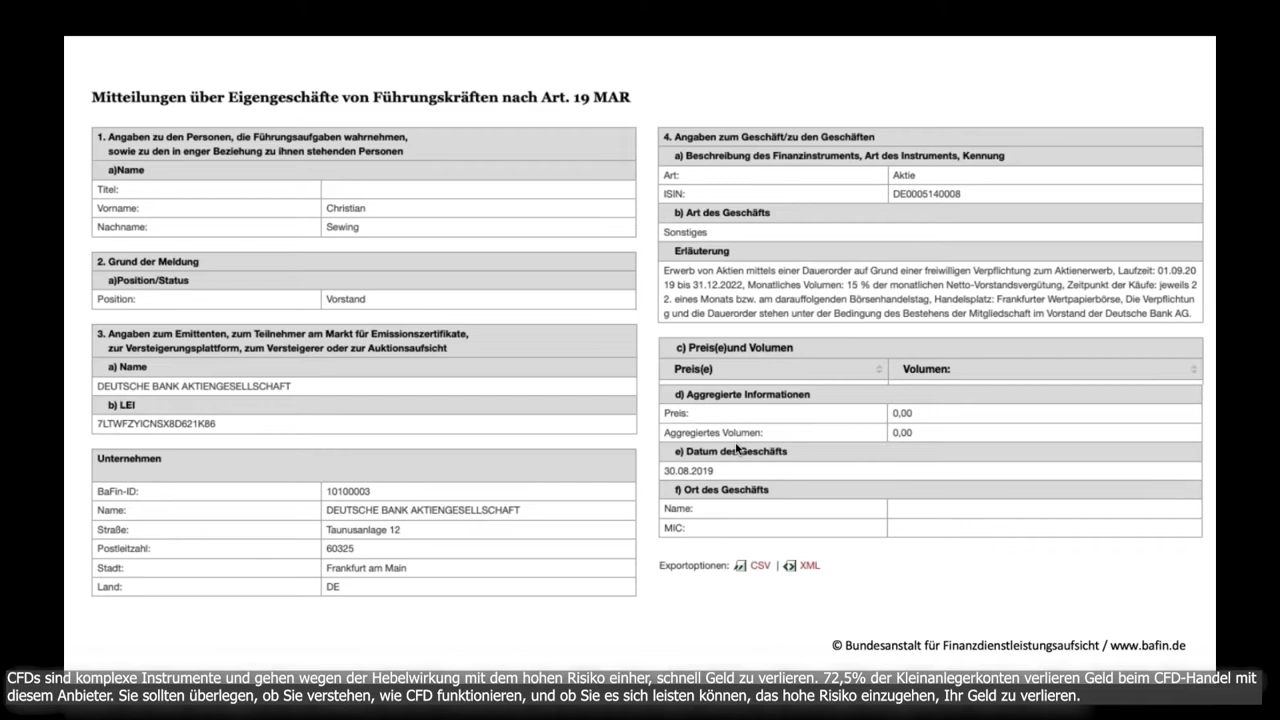 Mitteilungen über Eigengeschäfte von Führungskräften nach Art. 19 MAR
1. Angaben zu den Personen, die Führungsaufgaben wahrnehmen,
sowie zu den in enger Beziehung zu ihnen stehenden Personen
a)Name
Titel:
Vorname: Christian
Nachname: Sewing
2. Grund der Meldung
a)Position/Status
Position: Vorstand
3. Angaben zum Emittenten, zum Teilnehmer am Markt für Emissionszertifikate,
zur Versteigerungsplattform, zum Versteigerer oder zur Auktionsaufsicht
a) Name
DEUTSCHE BANK AKTIENGESELLSCHAFT
b) LEI
7LTWFZYICNSX8D621K86
Unternehmen
BaFin-ID: 10100003
Name: DEUTSCHE BANK AKTIENGESELLSCHAFT
Straße: Taunusanlage 12
Postleitzahl: 60325
Stadt: Frankfurt am Main
Land: DE
4. Angaben zum Geschäft/zu den Geschäften
a) Beschreibung des Finanzinstruments, Art des Instruments, Kennung
Art: Aktie
ISIN: DE0005140008
b) Art des Geschäfts
Sonstiges
Erläuterung
Erwerb von Aktien mittels einer Dauerorder auf Grund einer freiwilligen Verpflichtung zum Aktienerwerb, Laufzeit: 01.09.20
19 bis 31.12.2022, Monatliches Volumen: 15 % der monatlichen Netto-Vorstandsvergütung, Zeitpunkt der Käufe: jeweils 2
2. eines Monats bzw. am darauffolgenden Börsenhandelstag, Handelsplatz: Frankfurter Wertpapierbörse, Die Verpflichtun
g und die Dauerorder stehen unter der Bedingung des Bestehens der Mitgliedschaft im Vorstand der Deutsche Bank AG.
c) Preis(e)und Volumen
Preis(e) Volumen:
d) Aggregierte Informationen
Preis: 0,00
Aggregiertes Volumen: 0,00
e) Datum des Geschäfts
30.08.2019
f) Ort des Geschäfts
Name:
MIC:
Exportoptionen: CSV | XML
© Bundesanstalt für Finanzdienstleistungsaufsicht / www.bafin.de
CFDs sind komplexe Instrumente und gehen wegen der Hebelwirkung mit dem hohen Risiko einher, schnell Geld zu verlieren. 72,5% der Kleinanlegerkonten verlieren Geld beim CFD-Handel mit
diesem Anbieter. Sie sollten überlegen, ob Sie verstehen, wie CFD funktionieren, und ob Sie es sich leisten können, das hohe Risiko einzugehen, Ihr Geld zu verlieren.